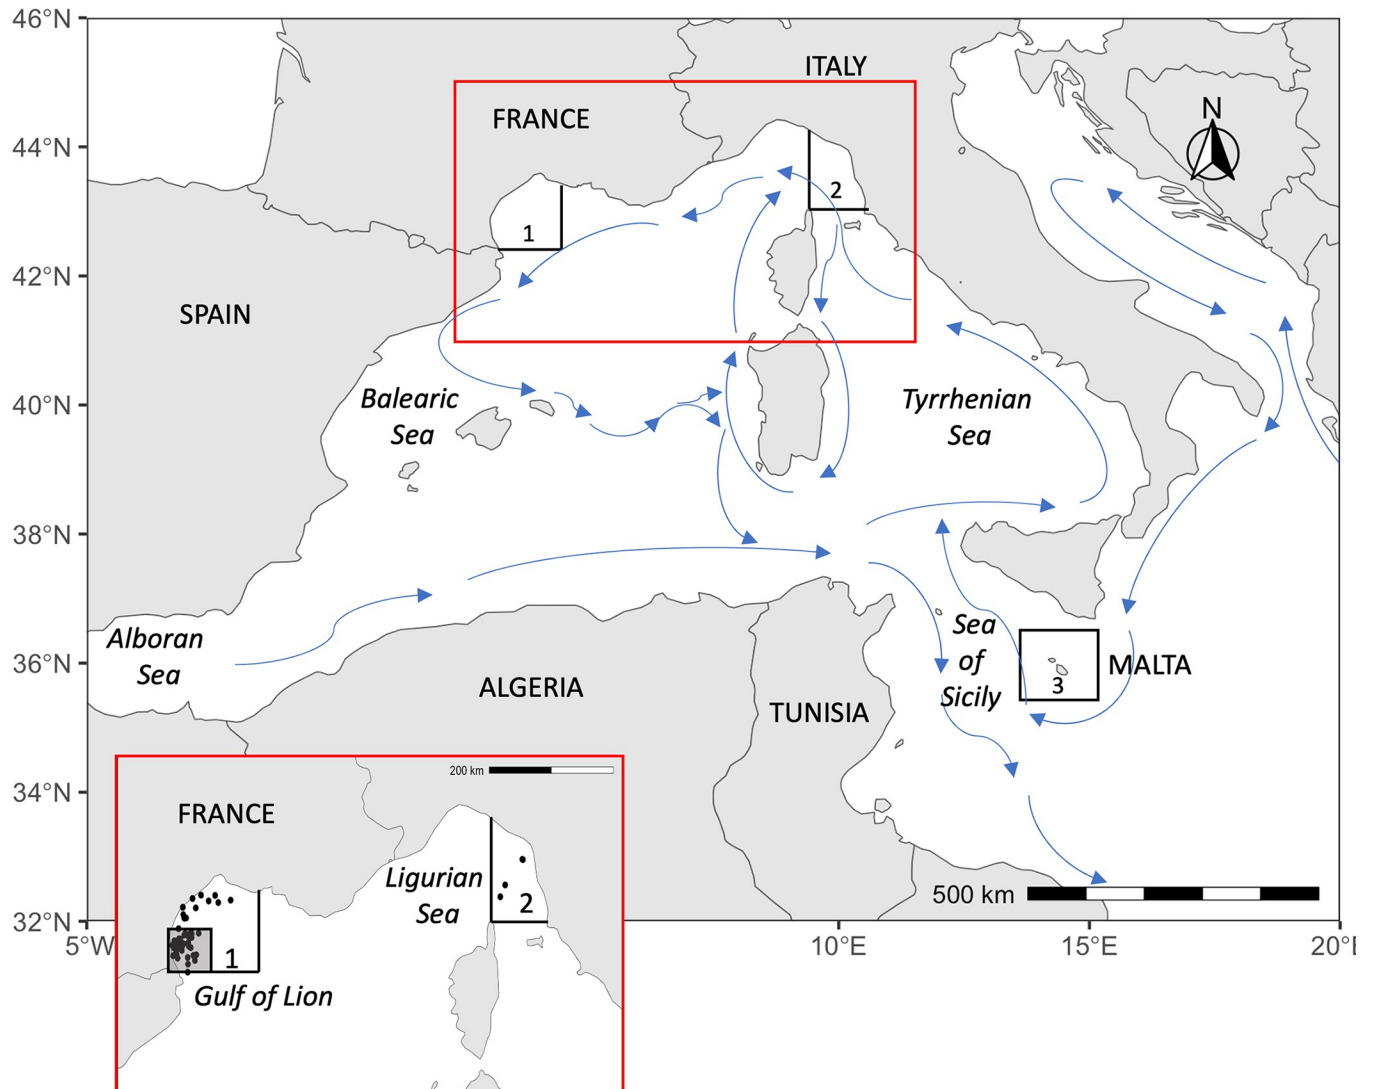 46°N
ITALY
FRANCE
N
44°N
2
1
42°N
SPAIN
40°N
Balearic
Sea
Tyrrhenian
Sea
38°N
Alboran
Sea
36°N
Sea
of
Sicily
MALTA
3
ALGERIA
TUNISIA
34°N
200 km
FRANCE
Ligurian
Sea
2
500 km
32°N
5°W
10°E
15°E
20°
1
Gulf of Lion